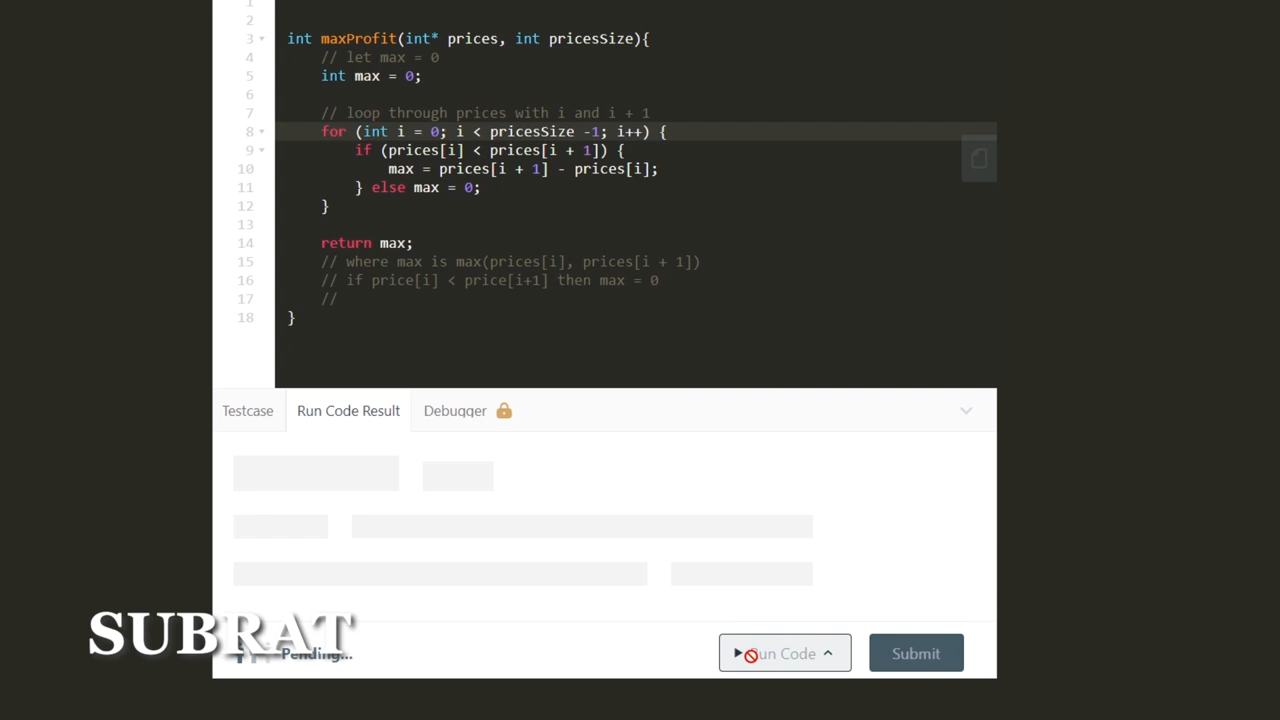 1
2
3 int maxProfit(int* prices, int pricesSize){
4 // let max = 0
5 int max = 0;
6
7 // loop through prices with i and i + 1
8 for (int i = 0; i < pricesSize -1; i++) {
9 if (prices[i] < prices[i + 1]) {
10 max = prices[i + 1] - prices[i];
11 } else max = 0;
12 }
13
14 return max;
15 // where max is max(prices[i], prices[i + 1])
16 // if price[i] < price[i+1] then max = 0
17 //
18 }
Testcase Run Code Result Debugger
SUBRAT
Pending... Run Code Submit